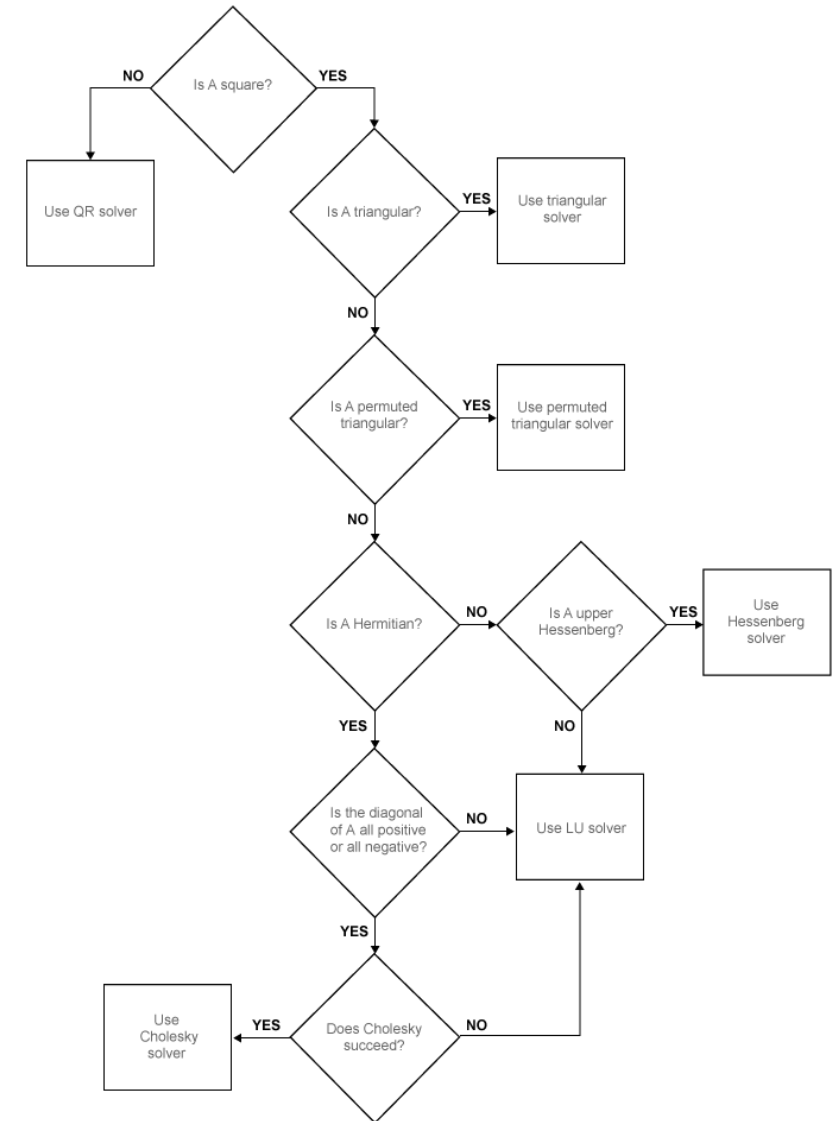 NO
Is A square?
YES
Use QR solver
Is A triangular?
YES
Use triangular
solver
NO
Is A permuted
triangular?
YES
Use permuted
triangular solver
NO
Is A Hermitian?
NO
Is A upper
Hessenberg?
YES
Use
Hessenberg
solver
YES
NO
Is the diagonal
of A all positive
or all negative?
NO
Use LU solver
YES
Use
Cholesky
solver
YES
Does Cholesky
succeed?
NO